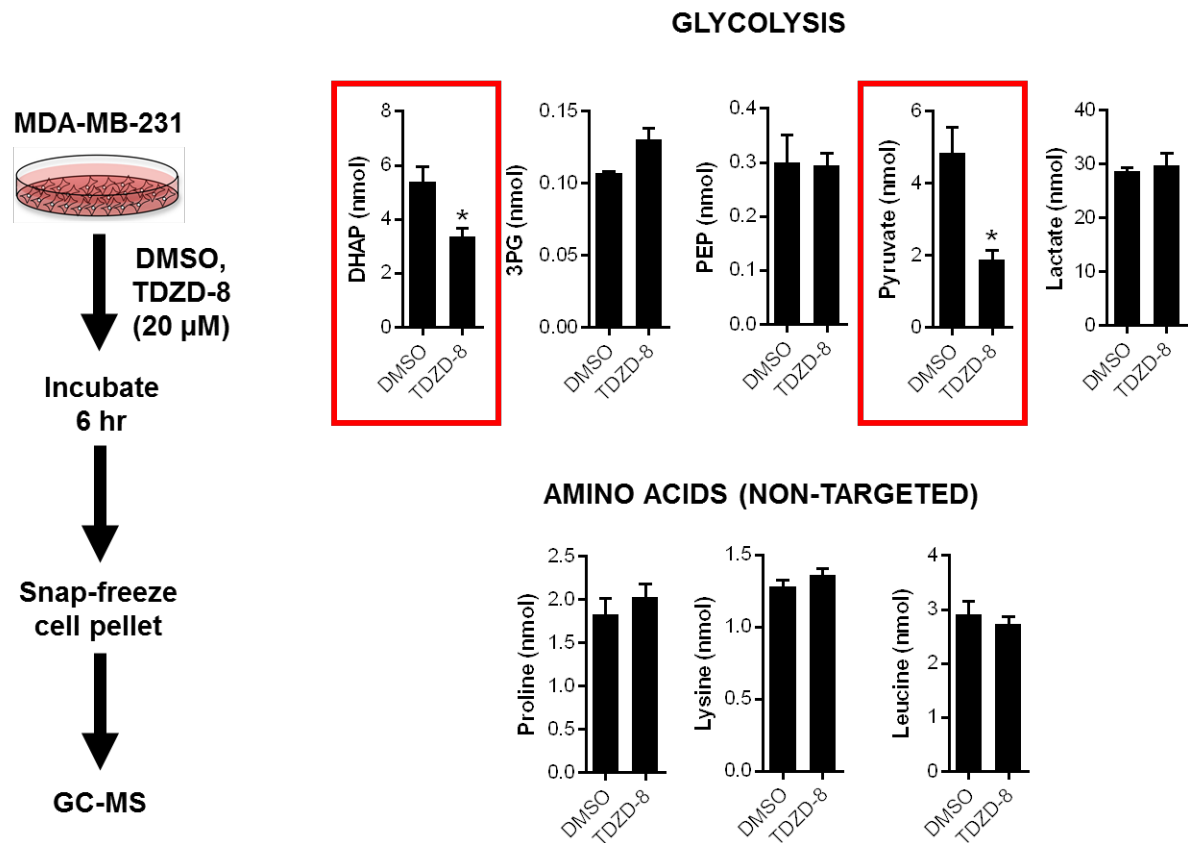 GLYCOLYSIS
MDA-MB-231
DMSO,
TDZD-8
(20 µM)
Incubate
6 hr
Snap-freeze
cell pellet
GC-MS
DHAP (nmol)
8
6
4
2
0
*
DMSO
TDZD-8
3PG (nmol)
0.15
0.10
0.05
0.00
DMSO
TDZD-8
PEP (nmol)
0.4
0.3
0.2
0.1
0.0
DMSO
TDZD-8
Pyruvate (nmol)
6
4
2
0
*
DMSO
TDZD-8
Lactate (nmol)
40
30
20
10
0
DMSO
TDZD-8
AMINO ACIDS (NON-TARGETED)
Proline (nmol)
2.5
2.0
1.5
1.0
0.5
0.0
DMSO
TDZD-8
Lysine (nmol)
1.5
1.0
0.5
0.0
DMSO
TDZD-8
Leucine (nmol)
4
3
2
1
0
DMSO
TDZD-8